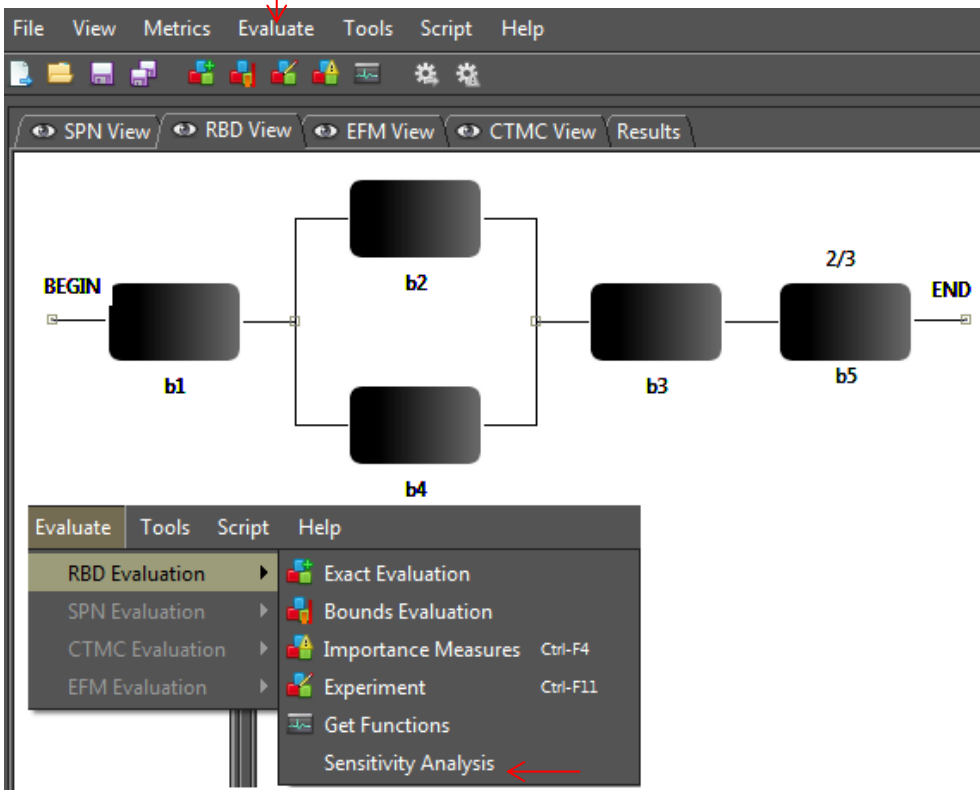 File View Metrics Evaluate Tools Script Help
SPN View RBD View EFM View CTMC View Results
b2
2/3
BEGIN
END
b1
b3
b5
b4
Evaluate Tools Script Help
RBD Evaluation Exact Evaluation
SPN Evaluation Bounds Evaluation
CTMC Evaluation Importance Measures Ctrl-F4
EFM Evaluation Experiment Ctrl-F11
Get Functions
Sensitivity Analysis